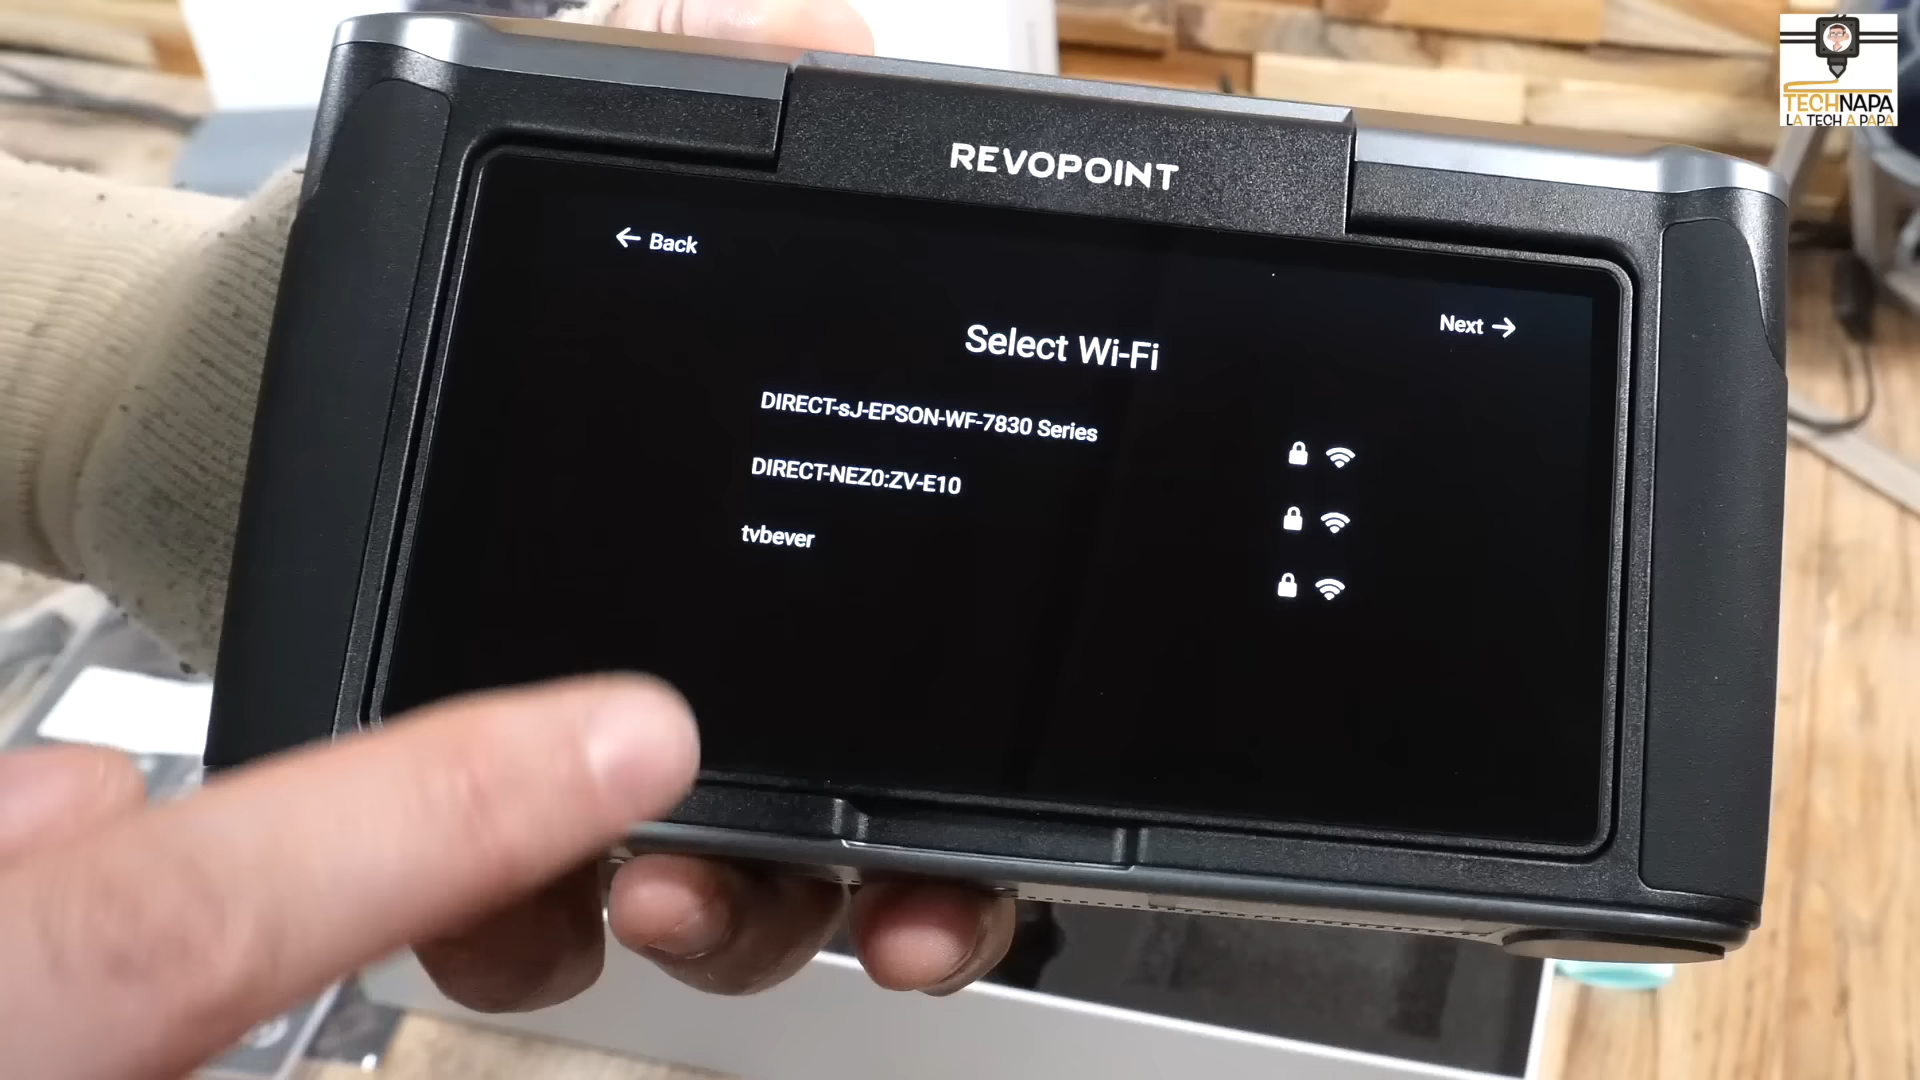 TECHNAPA
LA TECH A PAPA
REVOPOINT
← Back
Next →
Select Wi-Fi
DIRECT-sJ-EPSON-WF-7830 Series
DIRECT-NEZ0:ZV-E10
tvbever